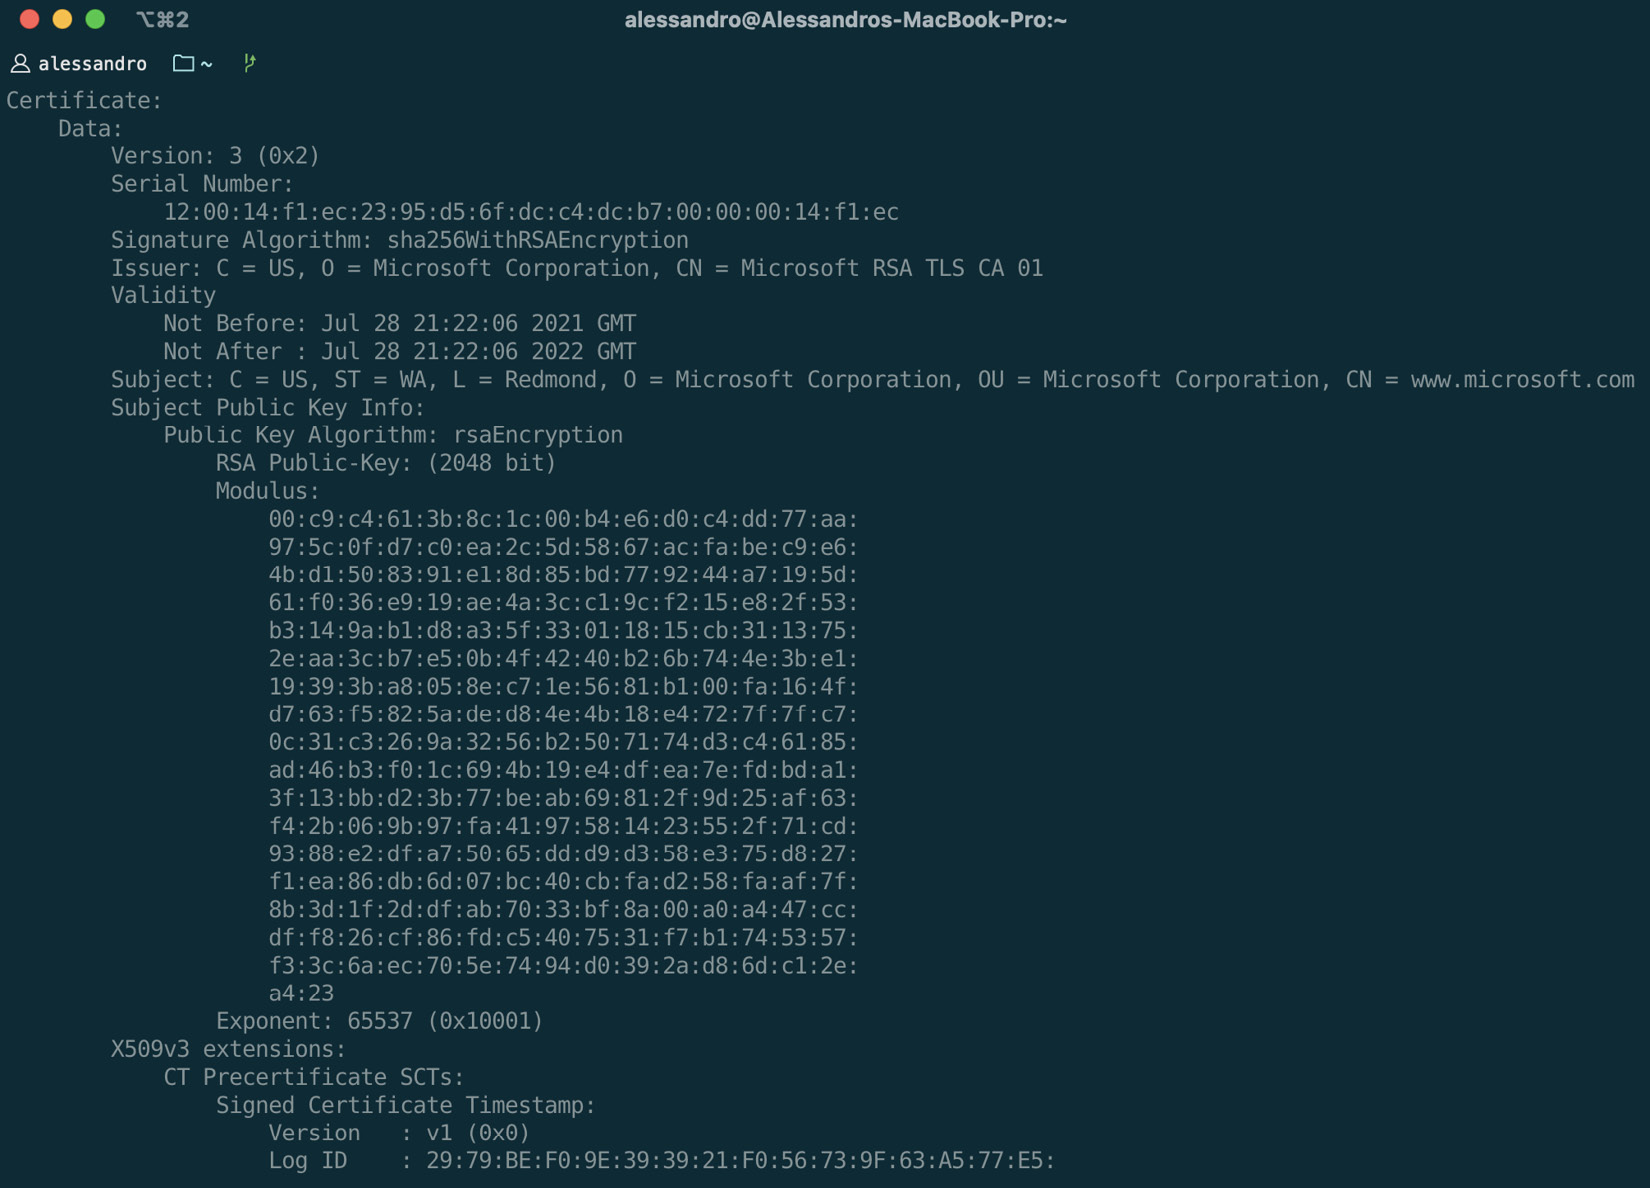 ⌥⌘2
alessandro@Alessandros-MacBook-Pro:~
alessandro ~
Certificate:
    Data:
        Version: 3 (0x2)
        Serial Number:
            12:00:14:f1:ec:23:95:d5:6f:dc:c4:dc:b7:00:00:00:14:f1:ec
        Signature Algorithm: sha256WithRSAEncryption
        Issuer: C = US, O = Microsoft Corporation, CN = Microsoft RSA TLS CA 01
        Validity
            Not Before: Jul 28 21:22:06 2021 GMT
            Not After : Jul 28 21:22:06 2022 GMT
        Subject: C = US, ST = WA, L = Redmond, O = Microsoft Corporation, OU = Microsoft Corporation, CN = www.microsoft.com
        Subject Public Key Info:
            Public Key Algorithm: rsaEncryption
                RSA Public-Key: (2048 bit)
                Modulus:
                    00:c9:c4:61:3b:8c:1c:00:b4:e6:d0:c4:dd:77:aa:
                    97:5c:0f:d7:c0:ea:2c:5d:58:67:ac:fa:be:c9:e6:
                    4b:d1:50:83:91:e1:8d:85:bd:77:92:44:a7:19:5d:
                    61:f0:36:e9:19:ae:4a:3c:c1:9c:f2:15:e8:2f:53:
                    b3:14:9a:b1:d8:a3:5f:33:01:18:15:cb:31:13:75:
                    2e:aa:3c:b7:e5:0b:4f:42:40:b2:6b:74:4e:3b:e1:
                    19:39:3b:a8:05:8e:c7:1e:56:81:b1:00:fa:16:4f:
                    d7:63:f5:82:5a:de:d8:4e:4b:18:e4:72:7f:7f:c7:
                    0c:31:c3:26:9a:32:56:b2:50:71:74:d3:c4:61:85:
                    ad:46:b3:f0:1c:69:4b:19:e4:df:ea:7e:fd:bd:a1:
                    3f:13:bb:d2:3b:77:be:ab:69:81:2f:9d:25:af:63:
                    f4:2b:06:9b:97:fa:41:97:58:14:23:55:2f:71:cd:
                    93:88:e2:df:a7:50:65:dd:d9:d3:58:e3:75:d8:27:
                    f1:ea:86:db:6d:07:bc:40:cb:fa:d2:58:fa:af:7f:
                    8b:3d:1f:2d:df:ab:70:33:bf:8a:00:a0:a4:47:cc:
                    df:f8:26:cf:86:fd:c5:40:75:31:f7:b1:74:53:57:
                    f3:3c:6a:ec:70:5e:74:94:d0:39:2a:d8:6d:c1:2e:
                    a4:23
                Exponent: 65537 (0x10001)
        X509v3 extensions:
            CT Precertificate SCTs:
                Signed Certificate Timestamp:
                    Version   : v1 (0x0)
                    Log ID    : 29:79:BE:F0:9E:39:39:21:F0:56:73:9F:63:A5:77:E5: